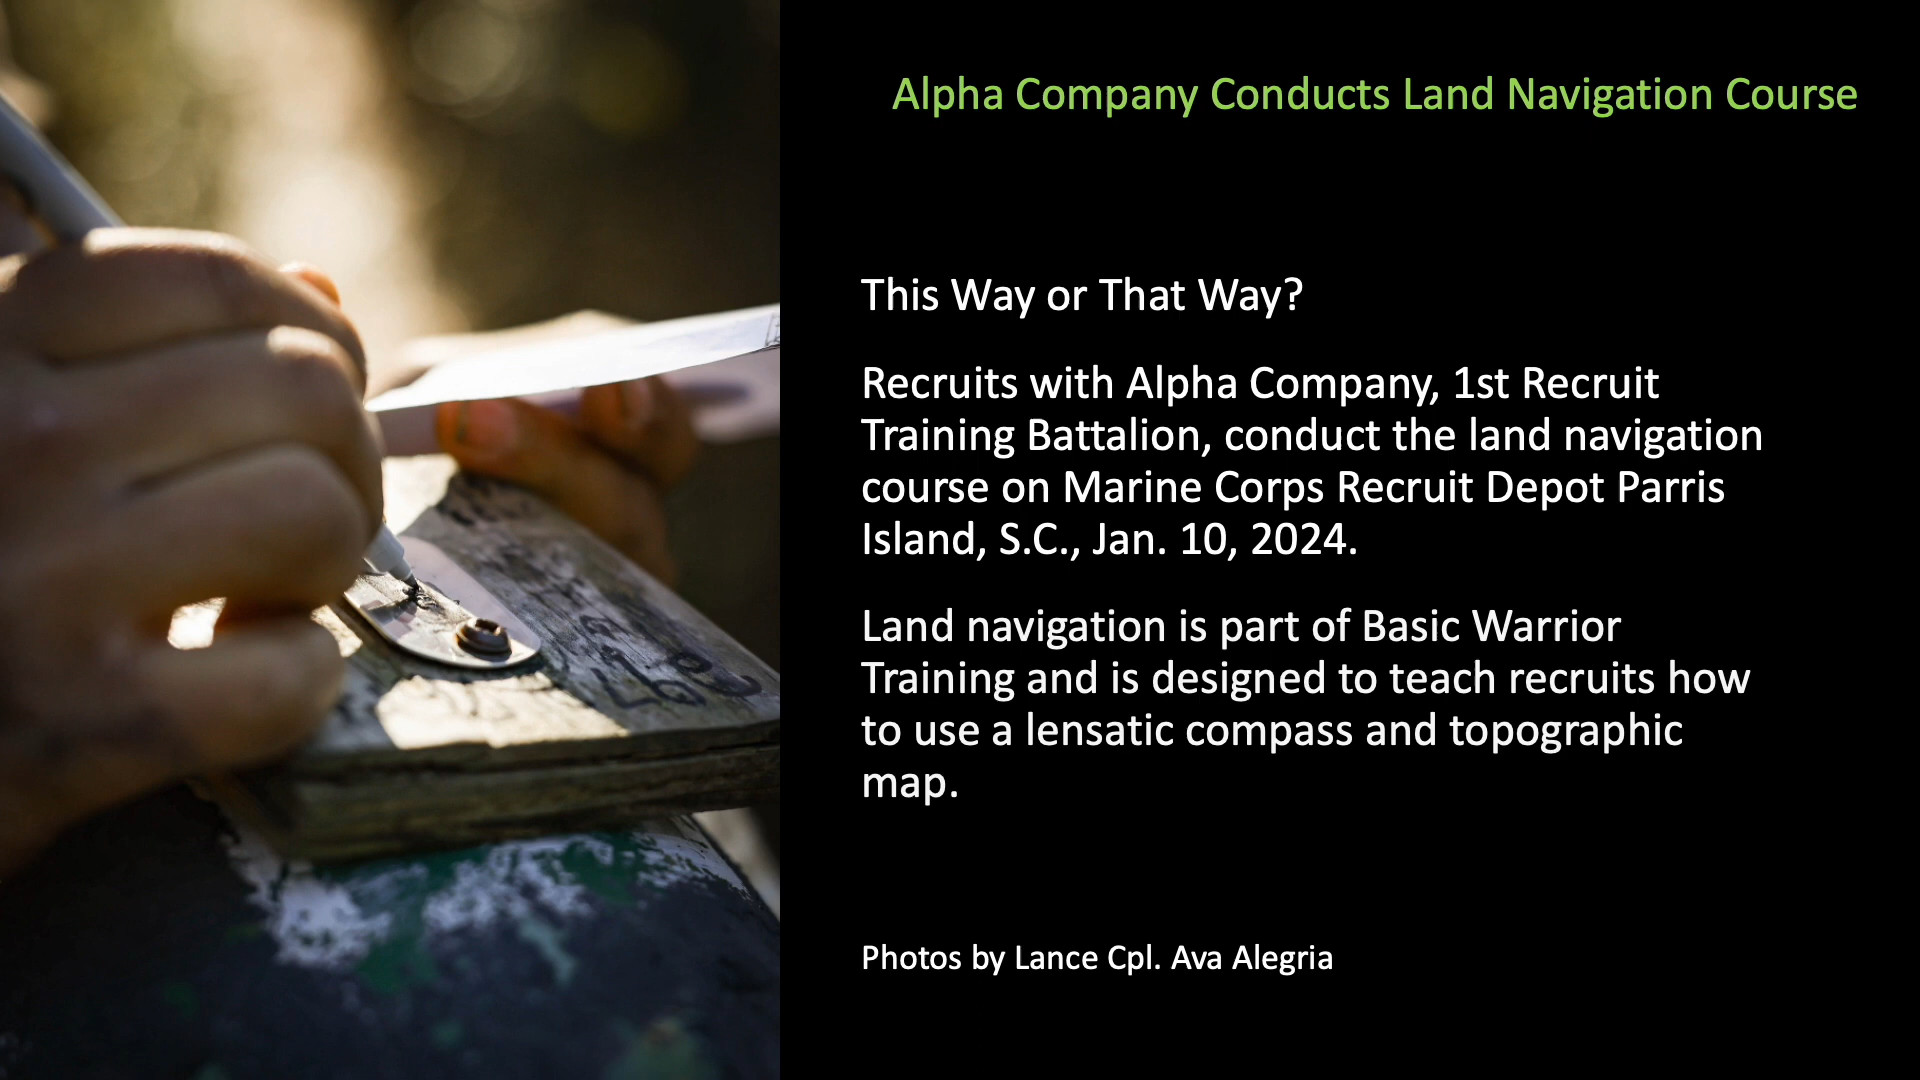 Alpha Company Conducts Land Navigation Course
This Way or That Way?
Recruits with Alpha Company, 1st Recruit
Training Battalion, conduct the land navigation
course on Marine Corps Recruit Depot Parris
Island, S.C., Jan. 10, 2024.
Land navigation is part of Basic Warrior
Training and is designed to teach recruits how
to use a lensatic compass and topographic
map.
Photos by Lance Cpl. Ava Alegria